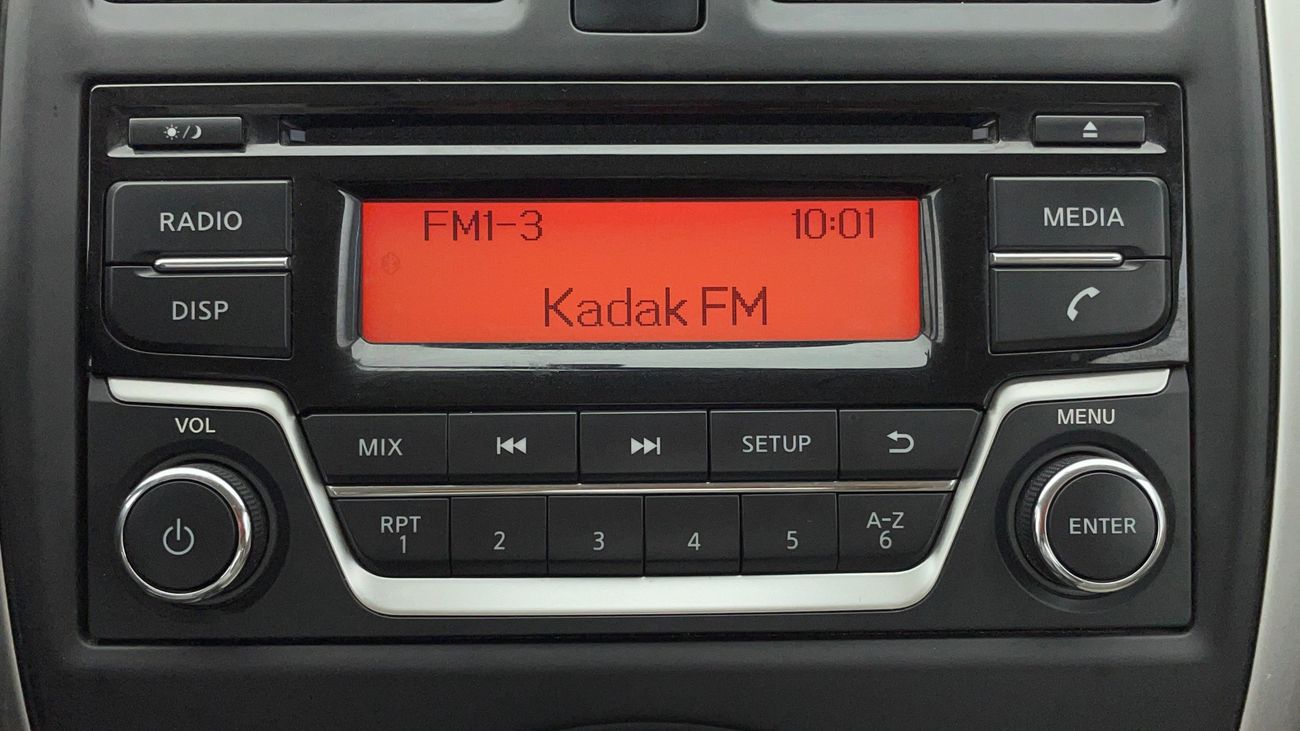 RADIO
DISP
FM1-3 10:01
Kadak FM
MEDIA
VOL
MENU
MIX
SETUP
RPT
1
2
3
4
5
A-Z
6
ENTER